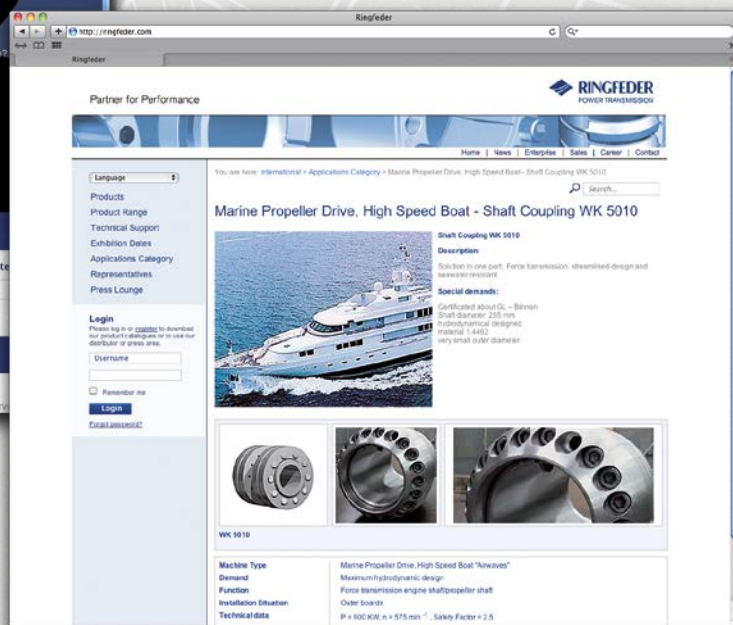 Ringfeder
http://ringfeder.com
Ringfeder
Partner for Performance
RINGFEDER
POWER TRANSMISSION
Home | News | Enterprise | Sales | Career | Contact
Language
Products
Product Range
Technical Support
Exhibition Dates
Applications Category
Representatives
Press Lounge
Login
Please log in or register to download
our product catalogues or to use our
distributor or press area.
Username
Remember me
Login
Forgot password?
You are here: International > Applications Category > Marine Propeller Drive, High Speed Boat - Shaft Coupling WK 5010
Search...
Marine Propeller Drive, High Speed Boat - Shaft Coupling WK 5010
Shaft Coupling WK 5010
Description:
Solution in one part: Force transmission, streamlined design and
seawater resistant.
Special demands:
Certificated about GL – Binnen
Shaft diameter: 255 mm
hydrodynamical designed
material 1.4462
very small outer diameter
WK 5010
Machine Type Marine Propeller Drive, High Speed Boat "Airwaves"
Demand Maximum hydrodynamic design
Function Force transmission engine shaft/propeller shaft
Installation Situation Outer boards
Technical data P = 600 KW, n = 575 min⁻¹, Safety Factor = 2,5